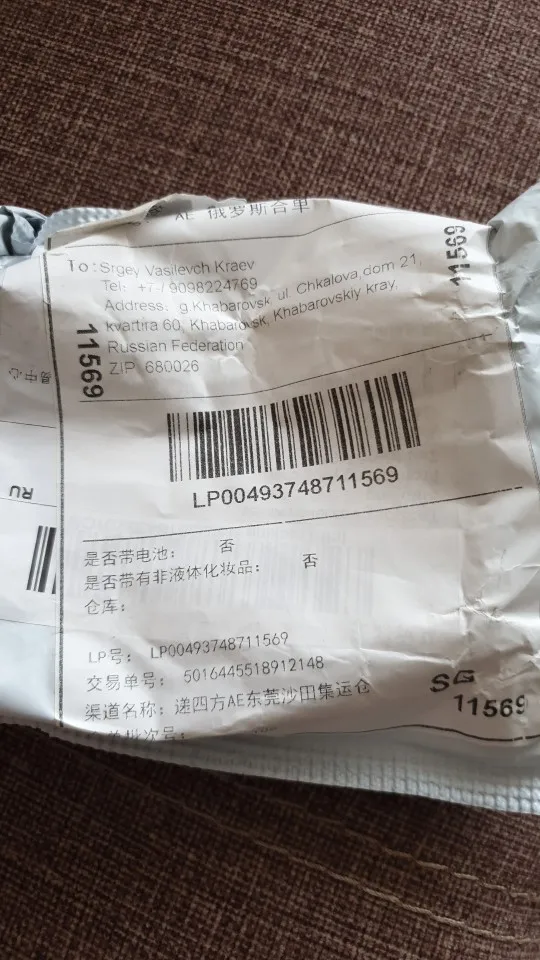 AE 俄罗斯合单
To:Srgey Vasilevch Kraev
Tel: +7-/9098224769
Address: g.Khabarovsk, ul. Chkalova,dom 21,
kvartira 60, Khabarovsk, Khabarovskiy kray,
Russian Federation
ZIP 680026
11569
11569
LP00493748711569
RU
是否带电池: 否
是否带有非液体化妆品: 否
仓库:
LP号: LP00493748711569
交易单号: 5016445518912148
渠道名称: 递四方AE东莞沙田集运仓
SG
11569